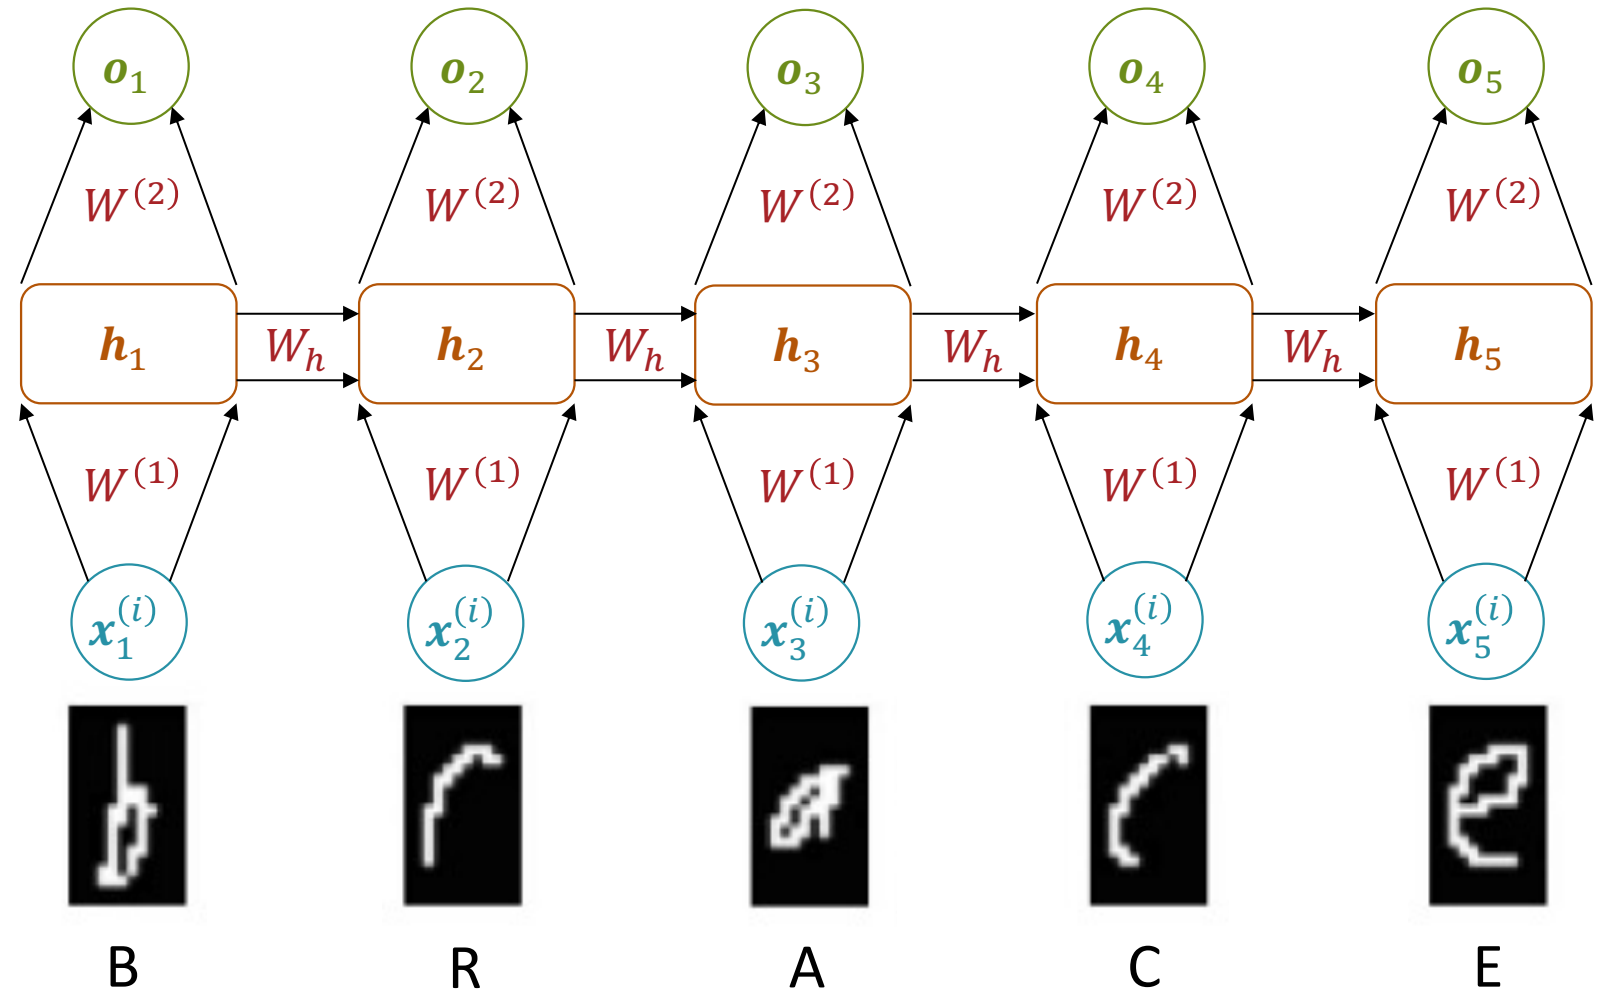 o₁ o₂ o₃ o₄ o₅
W⁽²⁾ W⁽²⁾ W⁽²⁾ W⁽²⁾ W⁽²⁾
h₁ Wₕ h₂ Wₕ h₃ Wₕ h₄ Wₕ h₅
W⁽¹⁾ W⁽¹⁾ W⁽¹⁾ W⁽¹⁾ W⁽¹⁾
x₁⁽ⁱ⁾ x₂⁽ⁱ⁾ x₃⁽ⁱ⁾ x₄⁽ⁱ⁾ x₅⁽ⁱ⁾
b r a c e
B R A C E